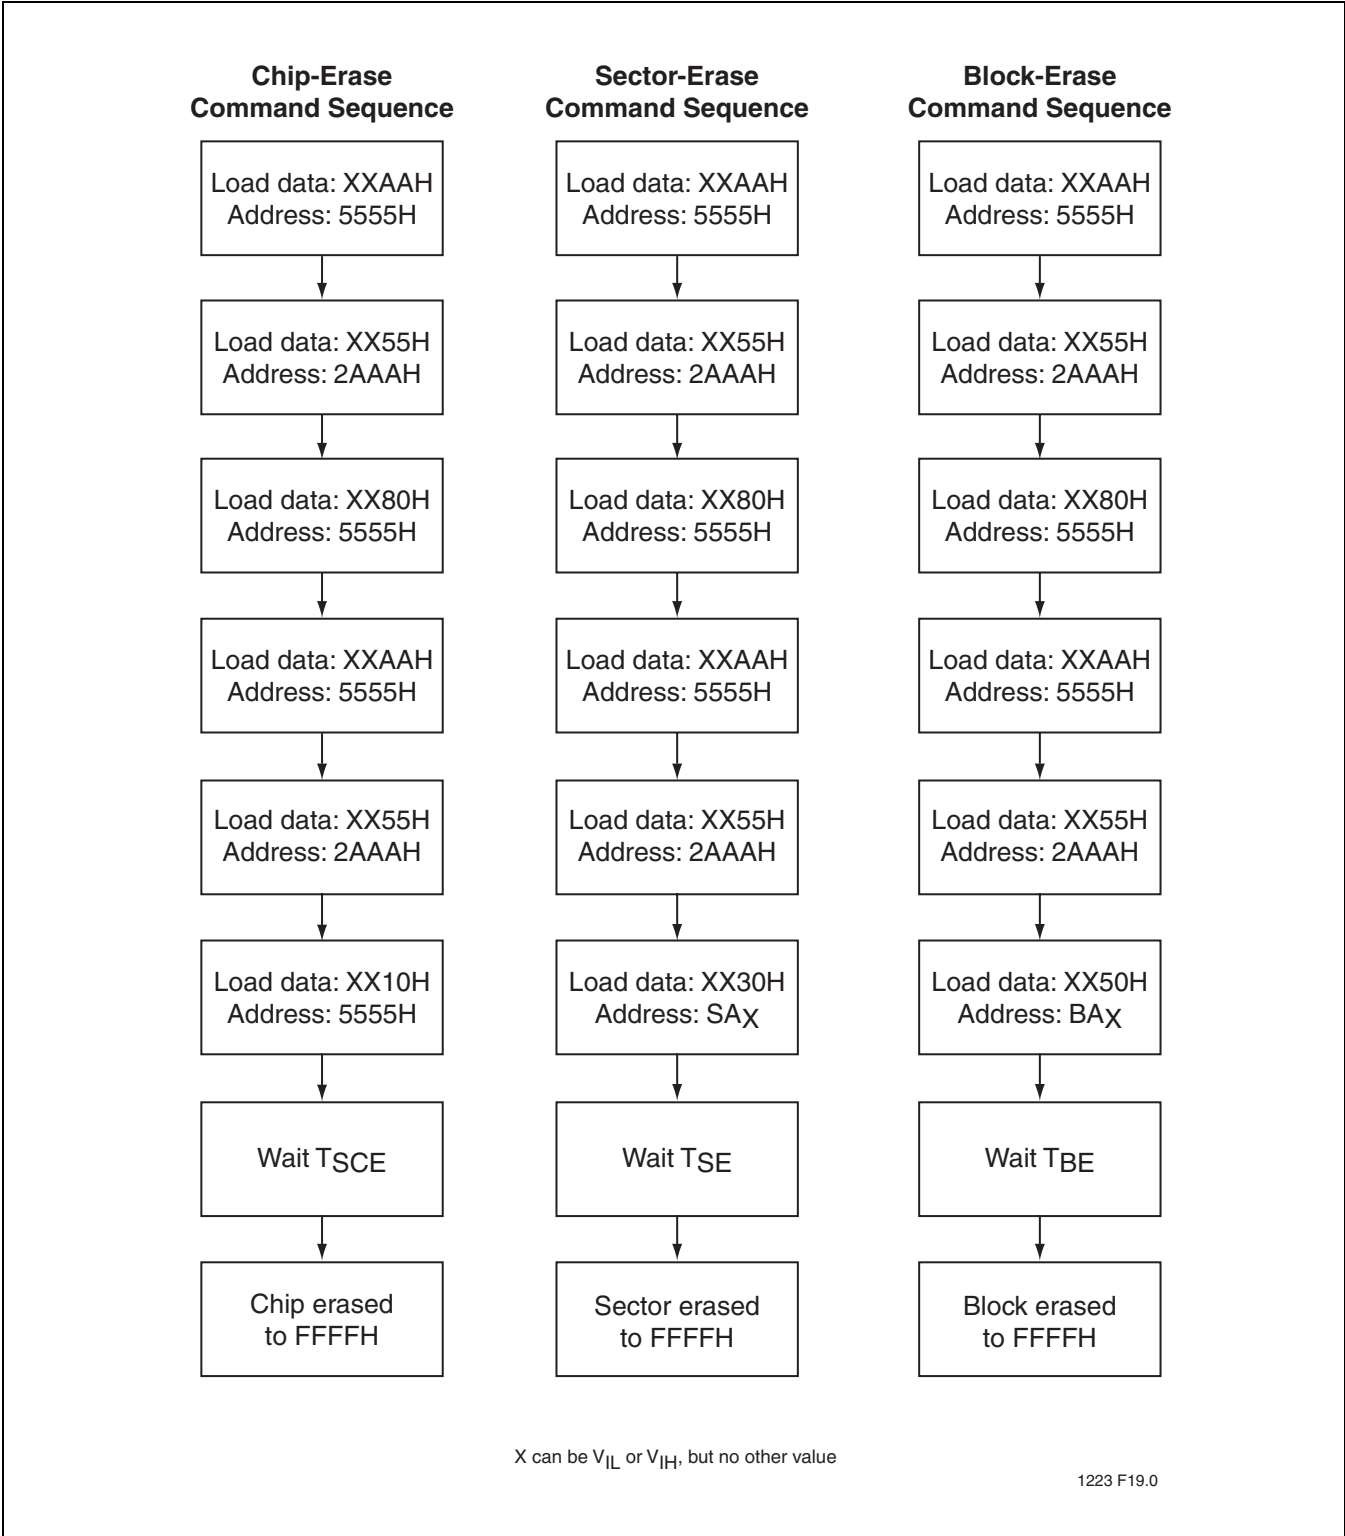 Chip-Erase
Command Sequence
Load data: XXAAH
Address: 5555H
Load data: XX55H
Address: 2AAAH
Load data: XX80H
Address: 5555H
Load data: XXAAH
Address: 5555H
Load data: XX55H
Address: 2AAAH
Load data: XX10H
Address: 5555H
Wait TSCE
Chip erased
to FFFFH
Sector-Erase
Command Sequence
Load data: XXAAH
Address: 5555H
Load data: XX55H
Address: 2AAAH
Load data: XX80H
Address: 5555H
Load data: XXAAH
Address: 5555H
Load data: XX55H
Address: 2AAAH
Load data: XX30H
Address: SAX
Wait TSE
Sector erased
to FFFFH
Block-Erase
Command Sequence
Load data: XXAAH
Address: 5555H
Load data: XX55H
Address: 2AAAH
Load data: XX80H
Address: 5555H
Load data: XXAAH
Address: 5555H
Load data: XX55H
Address: 2AAAH
Load data: XX50H
Address: BAX
Wait TBE
Block erased
to FFFFH
X can be VIL or VIH, but no other value
1223 F19.0